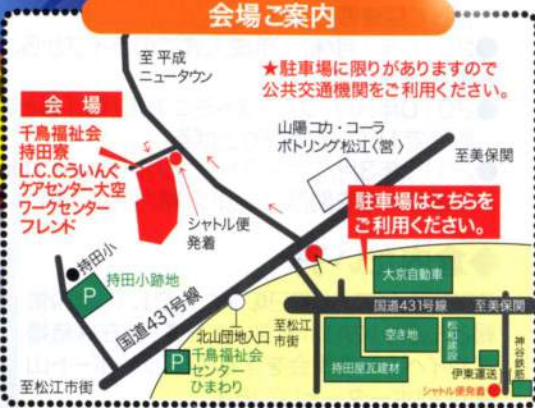 会場ご案内
至平成
ニュータウン
★駐車場に限りがありますので
公共交通機関をご利用ください。
会場
千鳥福祉会
持田寮
L.C.C.ういんぐ
ケアセンター大空
ワークセンター
フレンド
山陽コカ・コーラ
ボトリング松江〈営〉
至美保関
シャトル便
発着
駐車場はこちらを
ご利用ください。
持田小
P
持田小跡地
国道431号線
大京自動車
国道431号線
至美保関
北山団地入口
至松江
市街
P
千鳥福祉会
センター
ひまわり
空き地
松和建設
持田屋瓦建材
伊東運送
神谷鉄筋
至松江市街
シャトル便発着